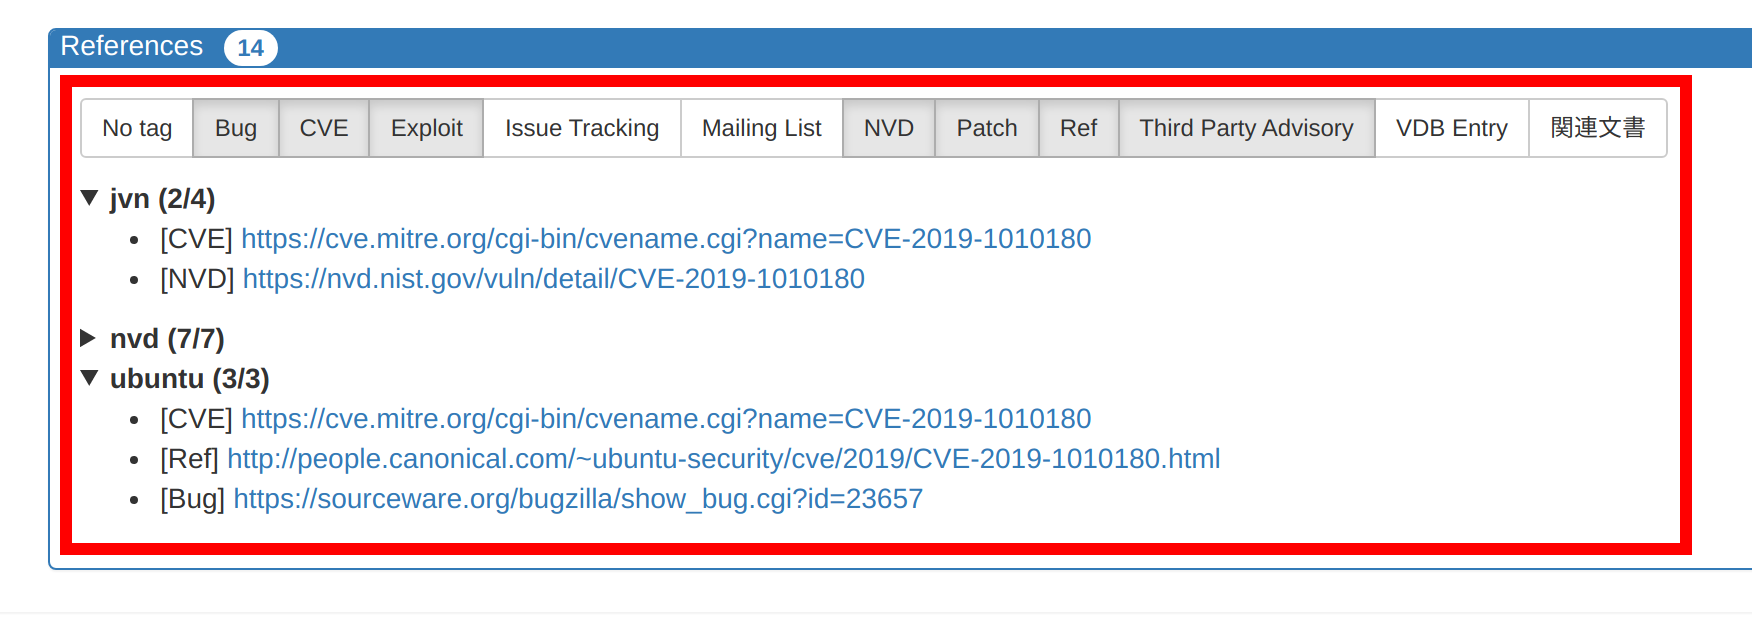 References 14
No tag Bug CVE Exploit Issue Tracking Mailing List NVD Patch Ref Third Party Advisory VDB Entry 関連文書
jvn (2/4)
[CVE] https://cve.mitre.org/cgi-bin/cvename.cgi?name=CVE-2019-1010180
[NVD] https://nvd.nist.gov/vuln/detail/CVE-2019-1010180
nvd (7/7)
ubuntu (3/3)
[CVE] https://cve.mitre.org/cgi-bin/cvename.cgi?name=CVE-2019-1010180
[Ref] http://people.canonical.com/~ubuntu-security/cve/2019/CVE-2019-1010180.html
[Bug] https://sourceware.org/bugzilla/show_bug.cgi?id=23657